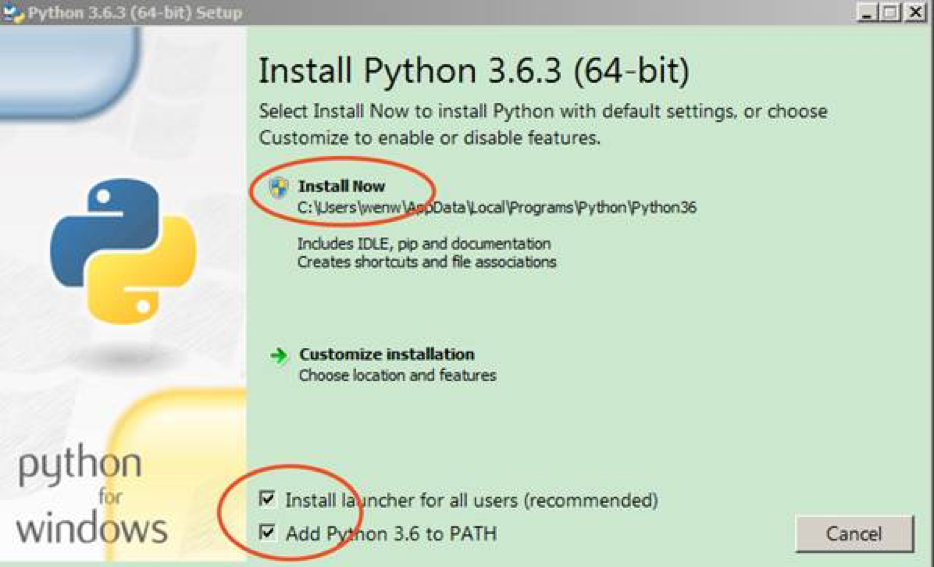 Python 3.6.3 (64-bit) Setup
Install Python 3.6.3 (64-bit)
Select Install Now to install Python with default settings, or choose
Customize to enable or disable features.
Install Now
C:\Users\wenw\AppData\Local\Programs\Python\Python36
Includes IDLE, pip and documentation
Creates shortcuts and file associations
Customize installation
Choose location and features
python
for
windows
Install launcher for all users (recommended)
Add Python 3.6 to PATH
Cancel